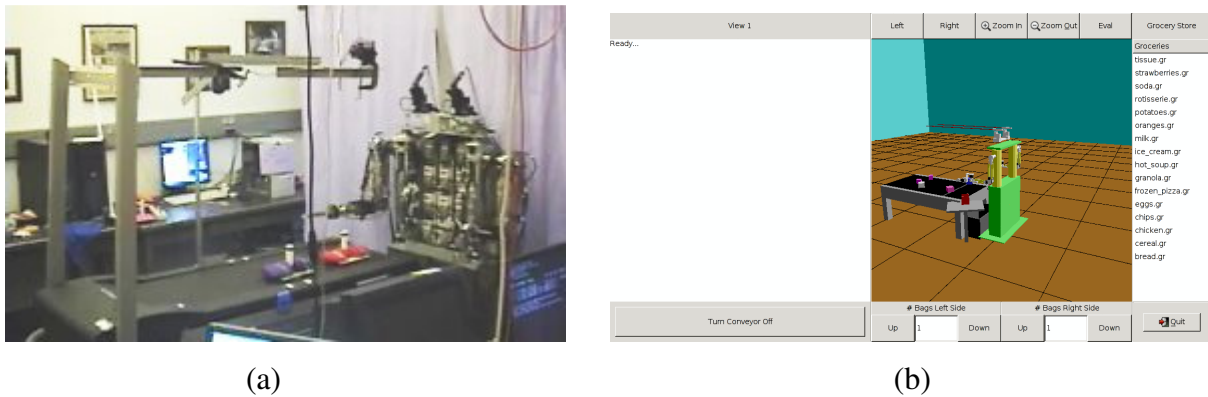 View 1
Left
Right
Zoom In
Zoom Out
Eval
Grocery Store
Ready...
Groceries
tissue.gr
strawberries.gr
soda.gr
rotisserie.gr
potatoes.gr
oranges.gr
milk.gr
ice_cream.gr
hot_soup.gr
granola.gr
frozen_pizza.gr
eggs.gr
chips.gr
chicken.gr
cereal.gr
bread.gr
# Bags Left Side
# Bags Right Side
Turn Conveyor Off
Up
1
Down
Up
1
Down
Quit
(a)
(b)